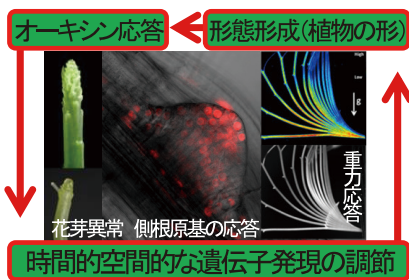 オーキシン応答
形態形成(植物の形)
High
Low
g
重力応答
花芽異常 側根原基の応答
時間的空間的な遺伝子発現の調節